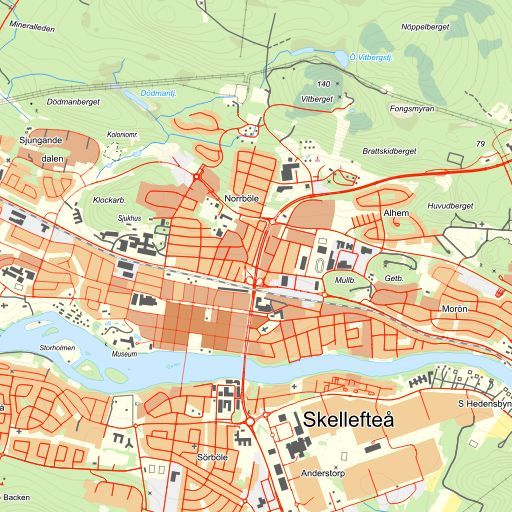 Mineralleden
Nöppelberget
Ö Vitbergstj.
140
Vitberget
Dödmantj.
Dödmanberget
Fongsmyran
Koloniomr.
Sjungande
dalen
79
Brattskidberget
Klockarb.
Norrböle
Huvudberget
Alhem
Sjukhus
Mullb.
Getb.
Morön
Storholmen
Museum
S Hedensbyn
Skellefteå
Sörböle
Anderstorp
Backen